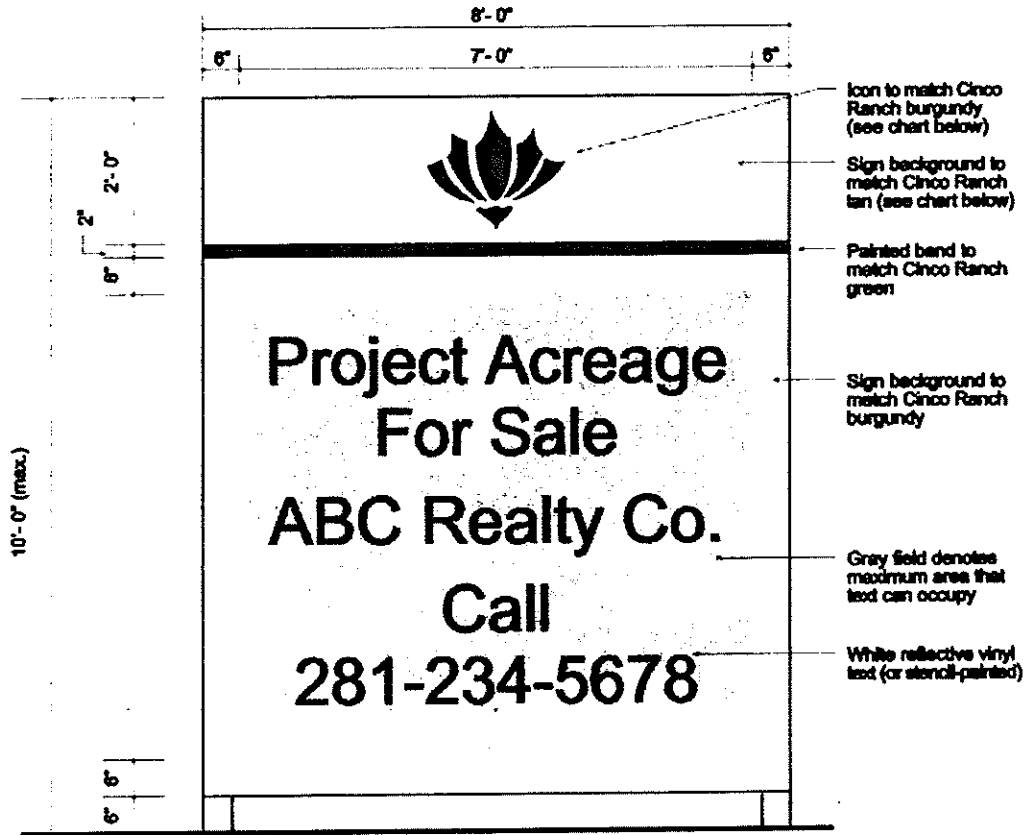 8'- 0"
6" 7'- 0" 6"
Icon to match Cinco
Ranch burgundy
(see chart below)
2'- 0"
Sign background to
match Cinco Ranch
tan (see chart below)
2"
Painted band to
match Cinco Ranch
green
6"
Project Acreage
For Sale
ABC Realty Co.
Call
281-234-5678
Sign background to
match Cinco Ranch
burgundy
10'- 0" (max.)
Gray field denotes
maximum area that
text can occupy
White reflective vinyl
text (or stencil-painted)
6"
6"